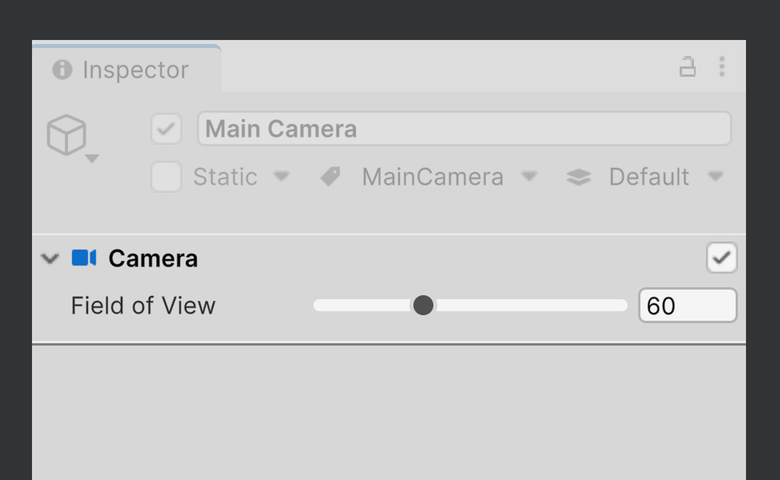 Inspector
Main Camera
Static MainCamera Default
Camera
Field of View 60